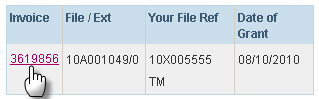 Invoice File / Ext Your File Ref Date of
Grant
3619856 10A001049/0 10X005555 08/10/2010
TM